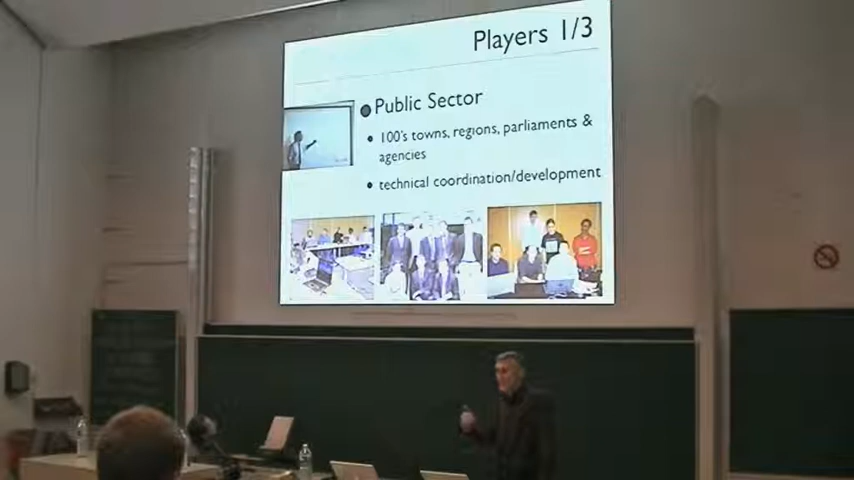 Players 1/3
Public Sector
100's towns, regions, parliaments &
agencies
technical coordination/development